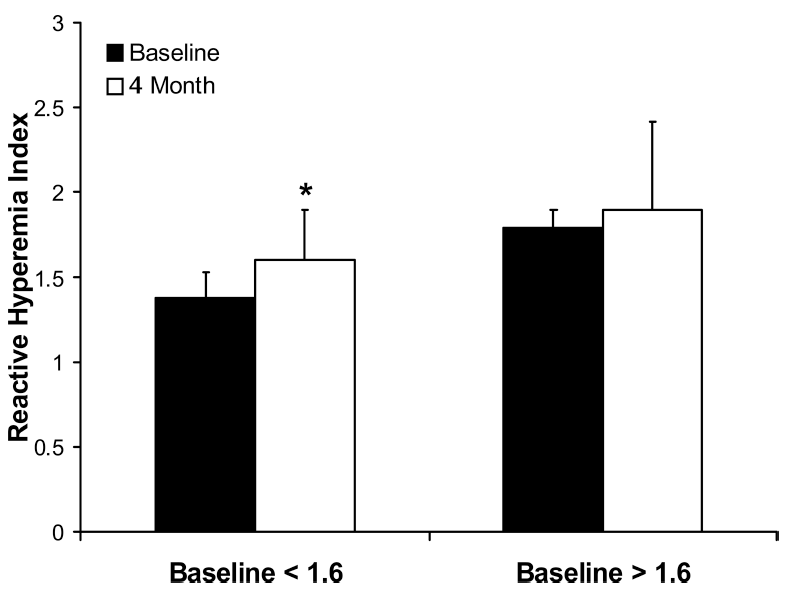 Reactive Hyperemia Index
3
2.5
2
1.5
1
0.5
0
Baseline
4 Month
*
Baseline < 1.6
Baseline > 1.6